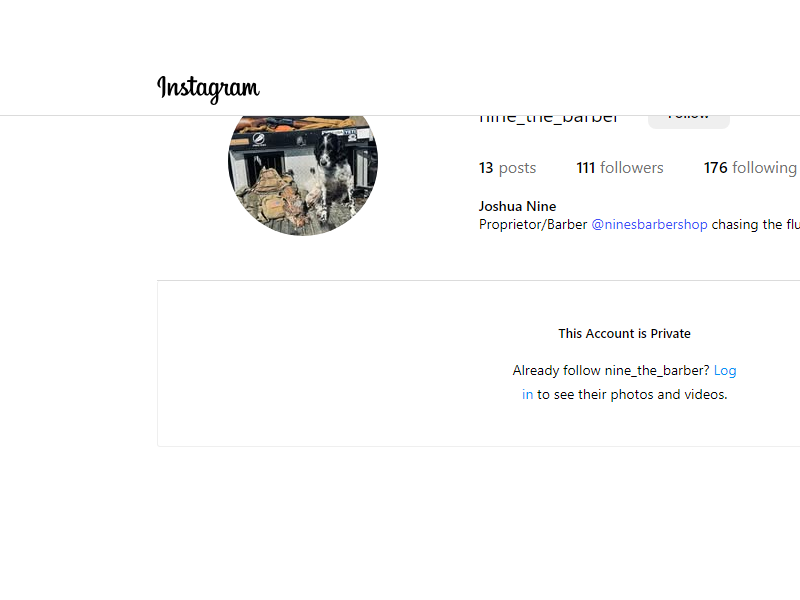 Instagram
nine_the_barber Follow
13 posts 111 followers 176 following
Joshua Nine
Proprietor/Barber @ninesbarbershop chasing the flu
This Account is Private
Already follow nine_the_barber? Log
in to see their photos and videos.